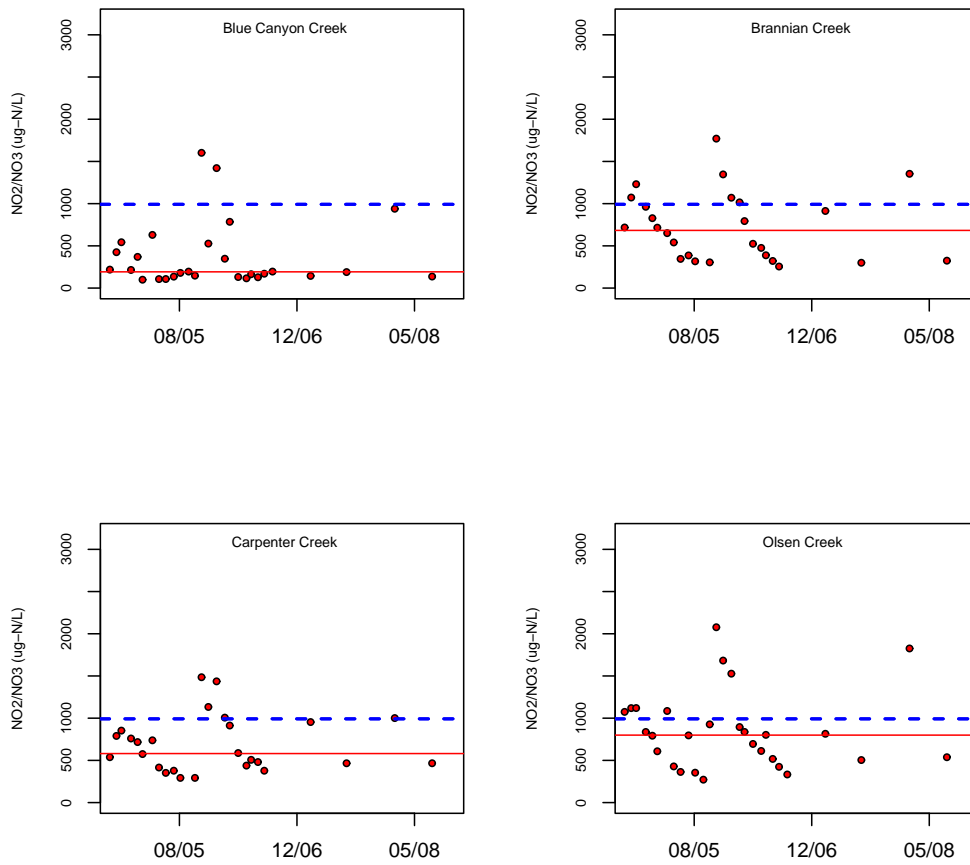 Blue Canyon Creek
NO2/NO3 (ug–N/L)
3000
2000
1000
500
0
08/05 12/06 05/08
Brannian Creek
NO2/NO3 (ug–N/L)
3000
2000
1000
500
0
08/05 12/06 05/08
Carpenter Creek
NO2/NO3 (ug–N/L)
3000
2000
1000
500
0
08/05 12/06 05/08
Olsen Creek
NO2/NO3 (ug–N/L)
3000
2000
1000
500
0
08/05 12/06 05/08